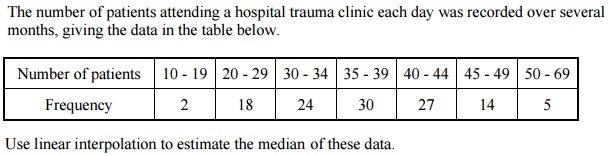 The number of patients attending a hospital trauma clinic each day was recorded over several
months, giving the data in the table below.
Number of patients 10 - 19 20 - 29 30 - 34 35 - 39 40 - 44 45 - 49 50 - 69
Frequency 2 18 24 30 27 14 5
Use linear interpolation to estimate the median of these data.